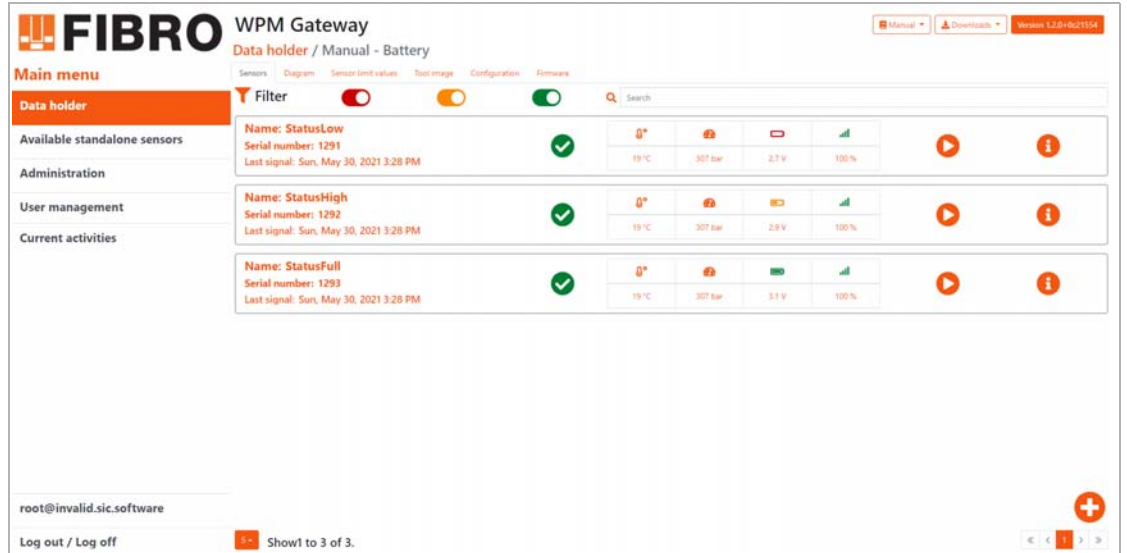 FIBRO
WPM Gateway
Manual
Downloads
Version 1.2.0+0c21554
Data holder / Manual - Battery
Main menu
Sensors
Diagram
Sensor limit values
Tool image
Configuration
Firmware
Filter
Search
Data holder
Available standalone sensors
Administration
User management
Current activities
Name: StatusLow
Serial number: 1291
Last signal: Sun, May 30, 2021 3:28 PM
19 °C
307 bar
2.7 V
100 %
Name: StatusHigh
Serial number: 1292
Last signal: Sun, May 30, 2021 3:28 PM
19 °C
307 bar
2.9 V
100 %
Name: StatusFull
Serial number: 1293
Last signal: Sun, May 30, 2021 3:28 PM
19 °C
307 bar
3.1 V
100 %
root@invalid.sic.software
Log out / Log off
5
Show1 to 3 of 3.
« ‹ 1 › »